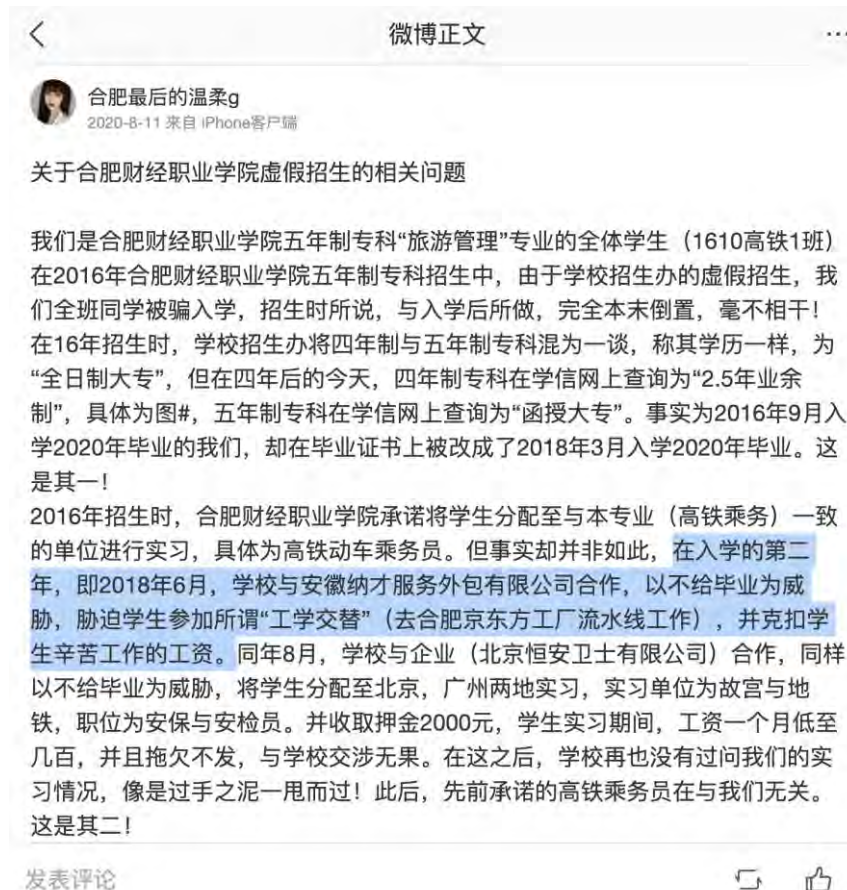 微博正文
合肥最后的温柔g
2020-8-11 来自 iPhone客户端
关于合肥财经职业学院虚假招生的相关问题
我们是合肥财经职业学院五年制专科“旅游管理”专业的全体学生（1610高铁1班）
在2016年合肥财经职业学院五年制专科招生中，由于学校招生办的虚假招生，我
们全班同学被骗入学，招生时所说，与入学后所做，完全本末倒置，毫不相干！
在16年招生时，学校招生办将四年制与五年制专科混为一谈，称其学历一样，为
“全日制大专”，但在四年后的今天，四年制专科在学信网上查询为“2.5年业余
制”，具体为图#，五年制专科在学信网上查询为“函授大专”。事实为2016年9月入
学2020年毕业的我们，却在毕业证书上被改成了2018年3月入学2020年毕业。这
是其一！
2016年招生时，合肥财经职业学院承诺将学生分配至与本专业（高铁乘务）一致
的单位进行实习，具体为高铁动车乘务员。但事实却并非如此，在入学的第二
年，即2018年6月，学校与安徽纳才服务外包有限公司合作，以不给毕业为威
胁，胁迫学生参加所谓“工学交替”（去合肥京东方工厂流水线工作），并克扣学
生辛苦工作的工资。同年8月，学校与企业（北京恒安卫士有限公司）合作，同样
以不给毕业为威胁，将学生分配至北京，广州两地实习，实习单位为故宫与地
铁，职位为安保与安检员。并收取押金2000元，学生实习期间，工资一个月低至
几百，并且拖欠不发，与学校交涉无果。在这之后，学校再也没有过问我们的实
习情况，像是过手之泥一甩而过！此后，先前承诺的高铁乘务员在与我们无关。
这是其二！
发表评论